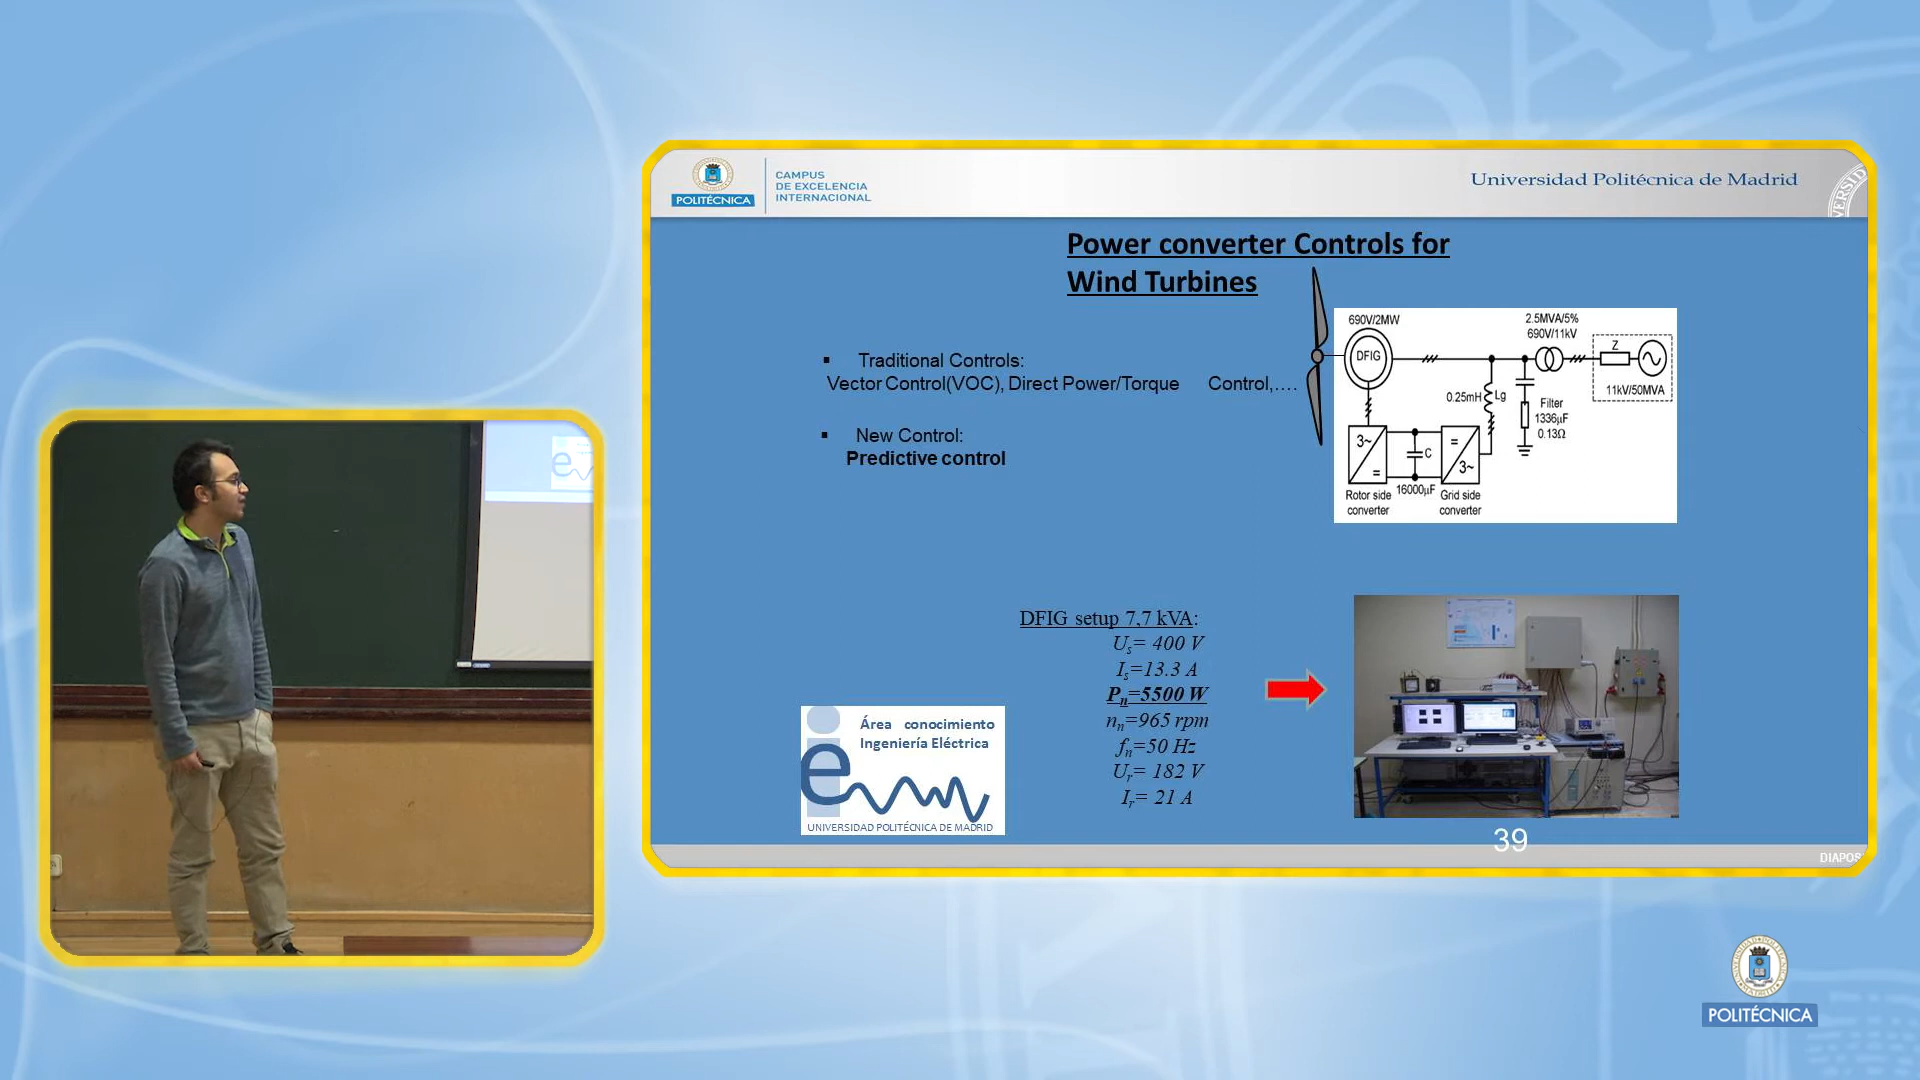 POLITÉCNICA
CAMPUS
DE EXCELENCIA
INTERNACIONAL
Universidad Politécnica de Madrid
Power converter Controls for
Wind Turbines
▪ Traditional Controls:
Vector Control(VOC), Direct Power/Torque Control,....
▪ New Control:
Predictive control
690V/2MW
DFIG
2.5MVA/5%
690V/11kV
Z
11kV/50MVA
0.25mH
Lg
Filter
1336µF
0.13Ω
3~
=
C
=
3~
16000µF
Rotor side
converter
Grid side
converter
DFIG setup 7,7 kVA:
Us= 400 V
Is=13.3 A
Pn=5500 W
nn=965 rpm
fn=50 Hz
Ur= 182 V
Ir= 21 A
Área conocimiento
Ingeniería Eléctrica
UNIVERSIDAD POLITÉCNICA DE MADRID
39
POLITÉCNICA